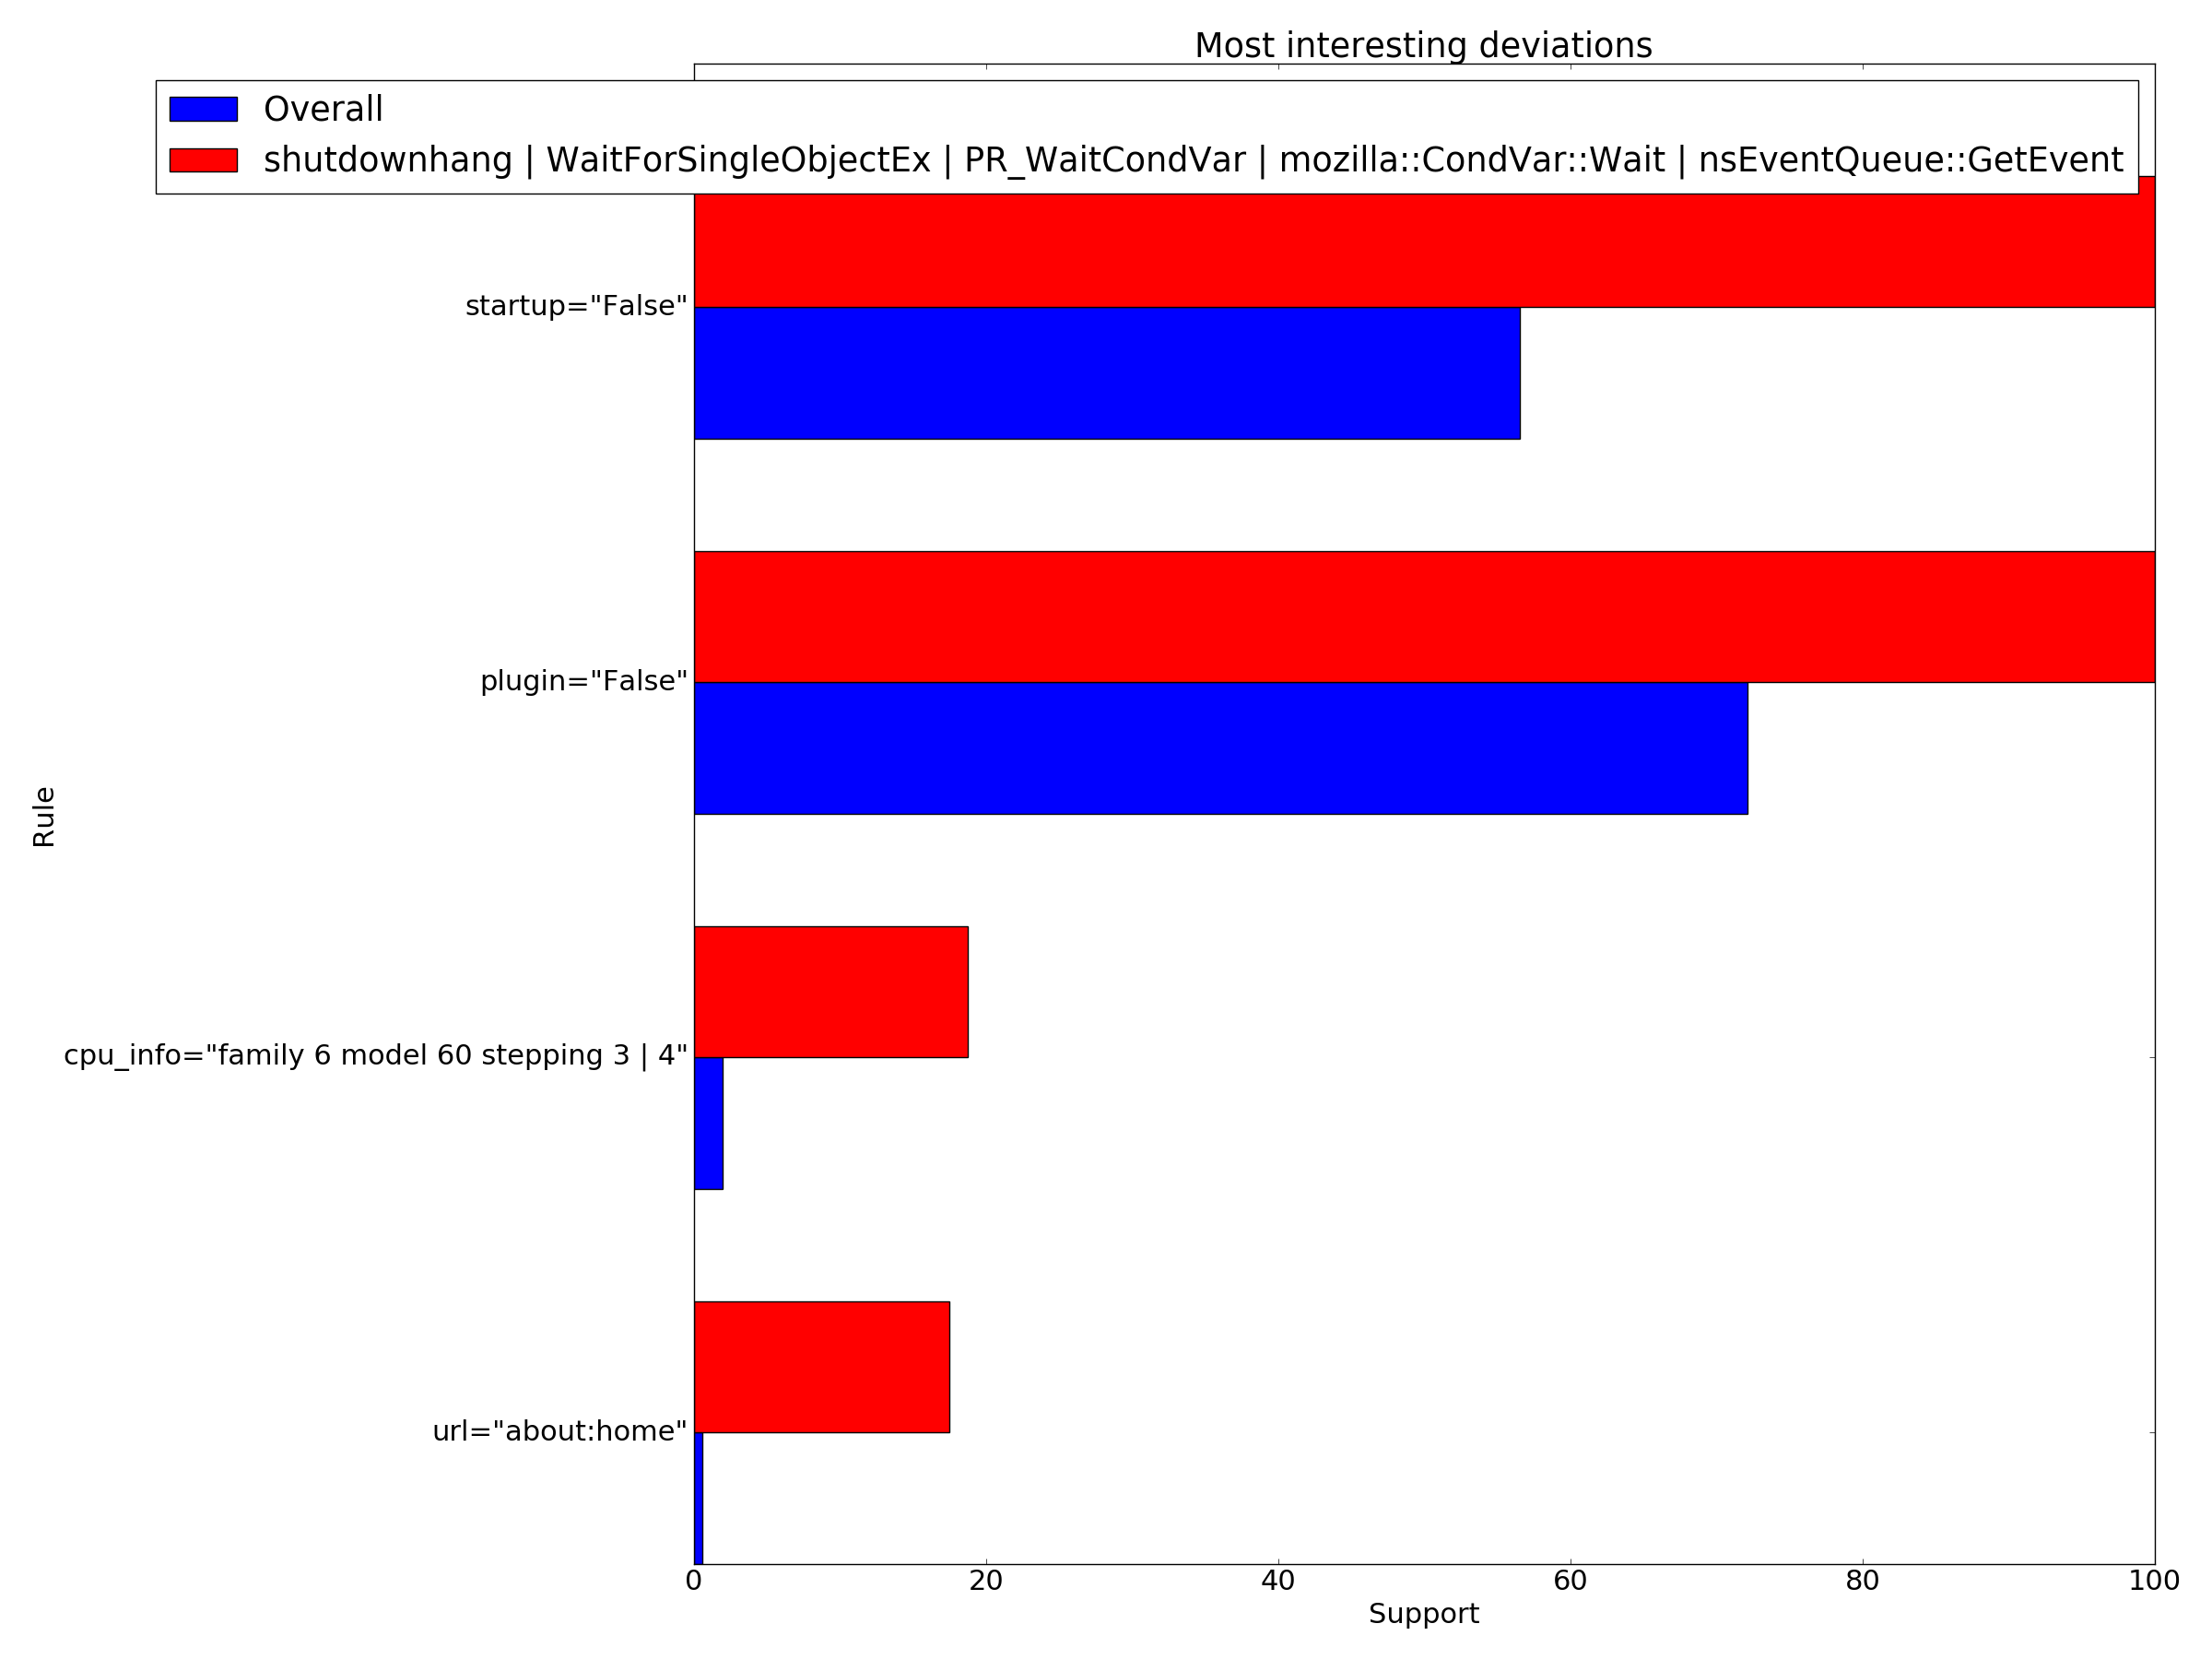 Most interesting deviations
Overall
shutdownhang | WaitForSingleObjectEx | PR_WaitCondVar | mozilla::CondVar::Wait | nsEventQueue::GetEvent
startup="False"
plugin="False"
Rule
cpu_info="family 6 model 60 stepping 3 | 4"
url="about:home"
0 20 40 60 80 100
Support